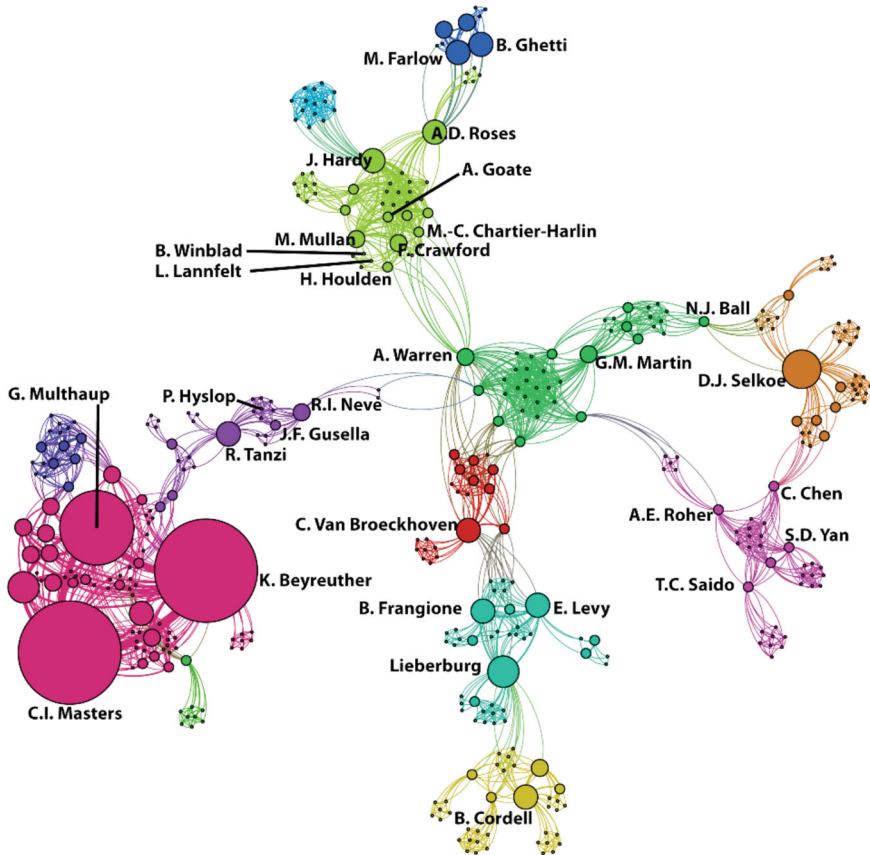 B. Ghetti
M. Farlow
A.D. Roses
J. Hardy
A. Goate
M.-C. Chartier-Harlin
M. Mullan
B. Winblad
F. Crawford
L. Lannfelt
H. Houlden
N.J. Ball
A. Warren
G.M. Martin
D.J. Selkoe
P. Hyslop
G. Multhaup
R.I. Neve
J.F. Gusella
R. Tanzi
C. Chen
A.E. Roher
C. Van Broeckhoven
S.D. Yan
K. Beyreuther
T.C. Saido
B. Frangione
E. Levy
Lieberburg
C.I. Masters
B. Cordell